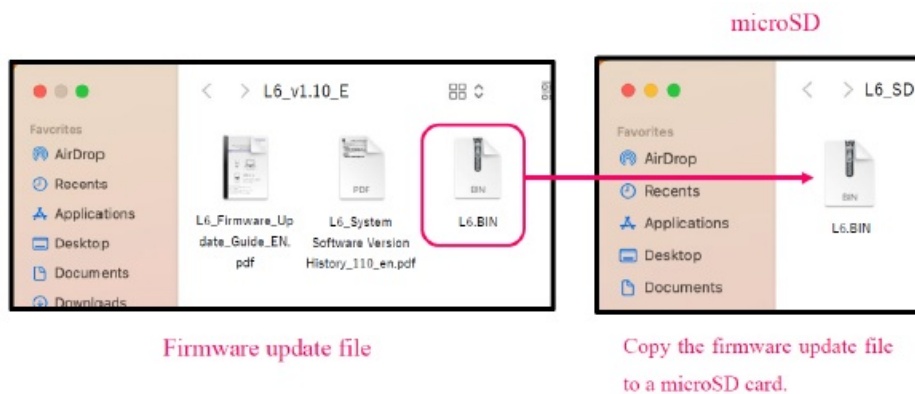 microSD
L6_v1.10_E
Favorites
AirDrop
Recents
Applications
Desktop
Documents
Downloads
L6_Firmware_Up
date_Guide_EN.
pdf
PDF
L6_System
Software Version
History_110_en.pdf
BIN
L6.BIN
L6_SD
Favorites
AirDrop
Recents
Applications
Desktop
Documents
BIN
L6.BIN
Firmware update file
Copy the firmware update file
to a microSD card.